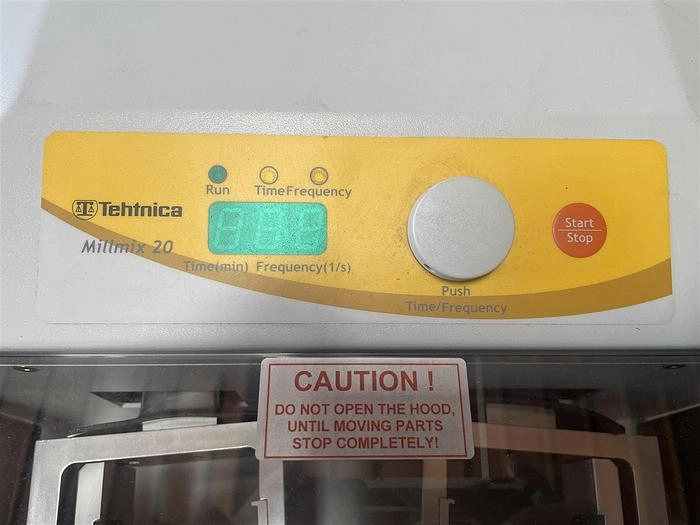 Run Time Frequency
Tehtnica
Millmix 20
Time(min) Frequency(1/s)
Push
Time/Frequency
Start
Stop
CAUTION !
DO NOT OPEN THE HOOD,
UNTIL MOVING PARTS
STOP COMPLETELY!